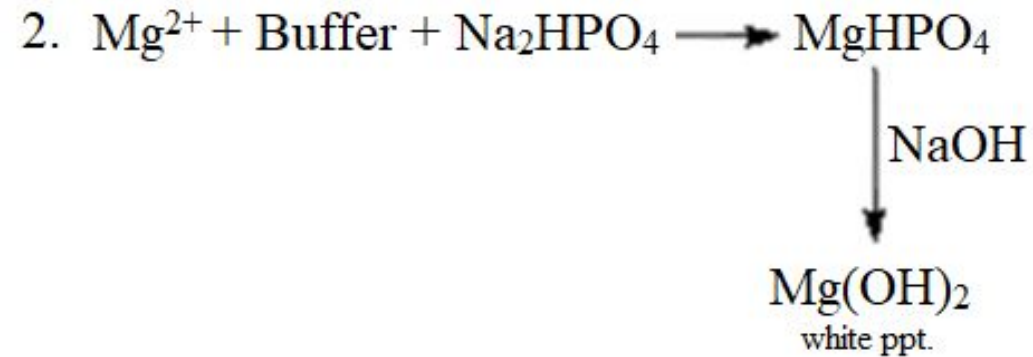 2. Mg²⁺ + Buffer + Na₂HPO₄ ⟶ MgHPO₄
NaOH
Mg(OH)₂
white ppt.